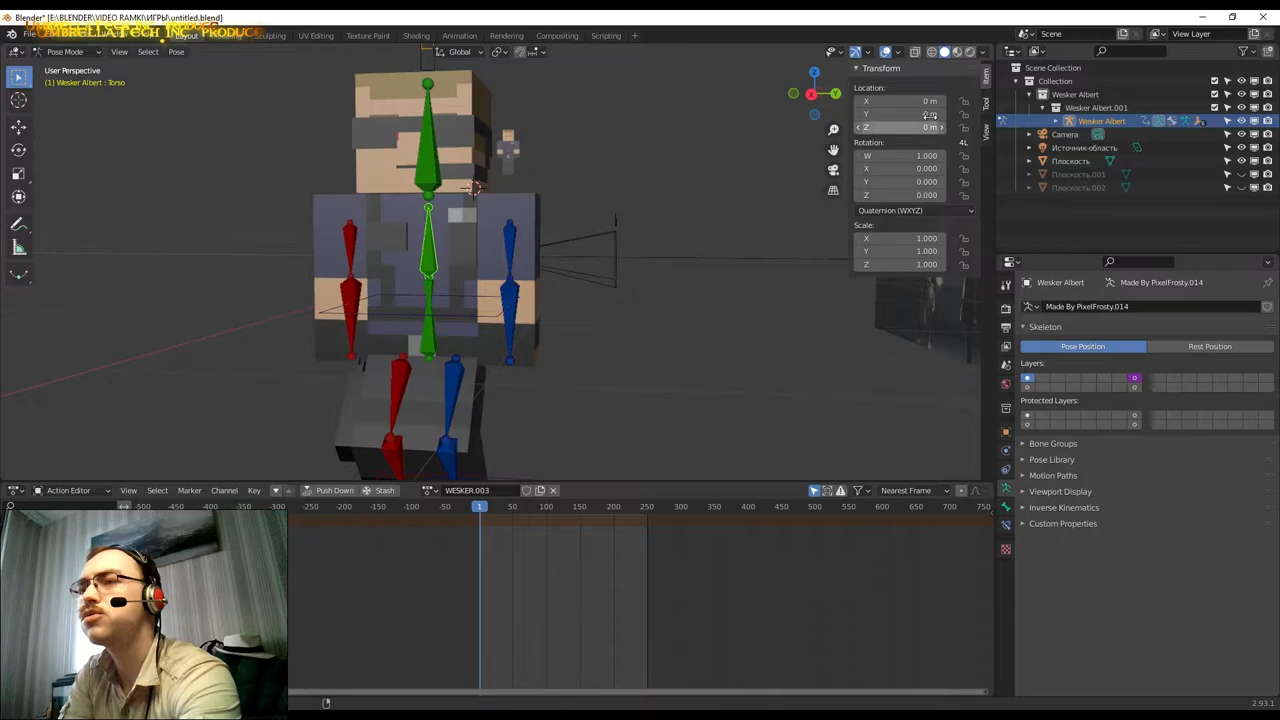 Blender* [E:\BLENDER\VIDEO RAMKI\ИГРЫ\untitled.blend]
UMBRELLATECH INC PRODUCE
Layout Sculpting UV Editing Texture Paint Shading Animation Rendering Compositing Scripting
Scene View Layer
Pose Mode View Select Pose Global
User Perspective
(1) Wesker Albert : Torso
Transform
Location:
X 0 m
Y 0 m
Z 0 m
Rotation: 4L
W 1.000
X 0.000
Y 0.000
Z 0.000
Quaternion (WXYZ)
Scale:
X 1.000
Y 1.000
Z 1.000
Item
Tool
View
Scene Collection
Collection
Wesker Albert
Wesker Albert.001
Wesker Albert
Camera
Источник-область
Плоскость
Плоскость.001
Плоскость.002
Wesker Albert Made By PixelFrosty.014
Made By PixelFrosty.014
Skeleton
Pose Position Rest Position
Layers:
Protected Layers:
Bone Groups
Pose Library
Motion Paths
Viewport Display
Inverse Kinematics
Custom Properties
Action Editor View Select Marker Channel Key Push Down Stash WESKER.003 Nearest Frame
-500 -450 -400 -350 -300 -250 -200 -150 -100 -50 1 50 100 150 200 250 300 350 400 450 500 550 600 650 700 750
2.93.1